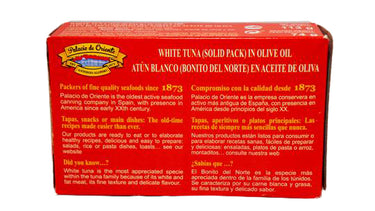 Palacio de Oriente
WHITE TUNA (SOLID PACK) IN OLIVE OIL
ATÚN BLANCO (BONITO DEL NORTE) EN ACEITE DE OLIVA
Packers of fine quality seafoods since 1873
Palacio de Oriente is the oldest active seafood
canning company in Spain, with presence in
America since early XXth century.
Tapas, snacks or main dishes: The old-time
recipes made easier than ever.
Our products are ready to eat or to elaborate
healthy recipes, delicious and easy to prepare:
salads, rice or pasta dishes, toasts... see our
website
Did you know...?
White tuna is the most appreciated specie
within the tuna family because of its white and
fat meat, its fine texture and delicate flavour.
Compromiso con la calidad desde 1873
Palacio de Oriente es la empresa conservera en
activo más antigua de España, con presencia en
América desde principios del siglo XX.
Tapas, aperitivos o platos principales: Las
recetas de siempre más sencillas que nunca.
Nuestros productos están listos para consumir o
para elaborar recetas sanas, fáciles de preparar
y deliciosas: ensaladas, platos de pasta o arroz,
montaditos... consulte nuestra web
¿Sabías que ...?
El Bonito del Norte es la especie más
apreciada dentro de la familia de los túnidos.
Se caracteriza por su carne blanca y grasa,
su fina textura y delicado sabor.